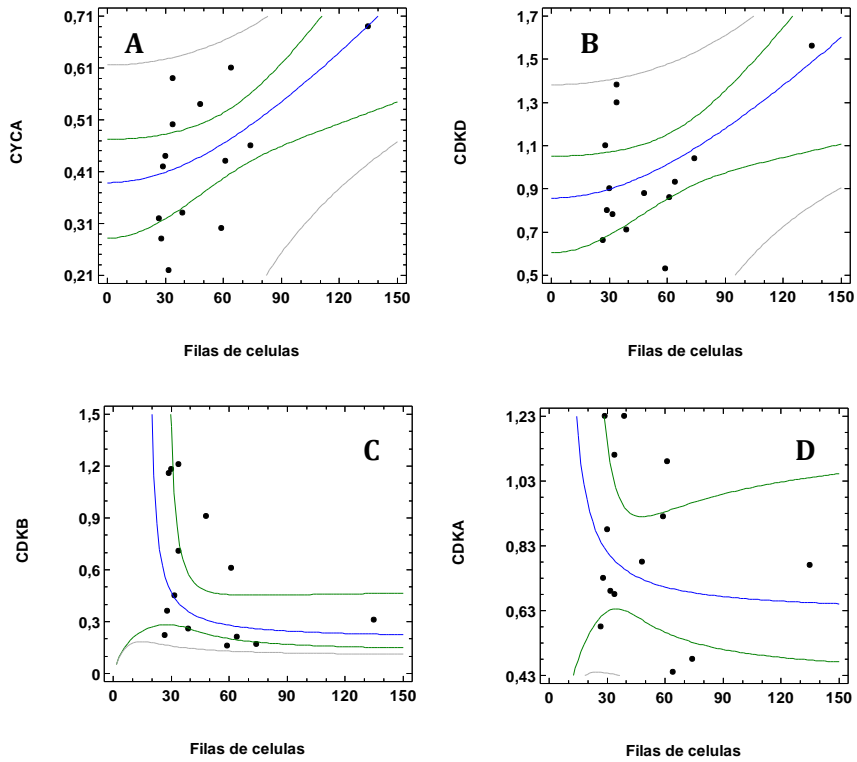 A
CYCA
0,71
0,61
0,51
0,41
0,31
0,21
0 30 60 90 120 150
Filas de celulas
B
CDKD
1,7
1,5
1,3
1,1
0,9
0,7
0,5
0 30 60 90 120 150
Filas de celulas
C
CDKB
1,5
1,2
0,9
0,6
0,3
0
0 30 60 90 120 150
Filas de celulas
D
CDKA
1,23
1,03
0,83
0,63
0,43
0 30 60 90 120 150
Filas de celulas